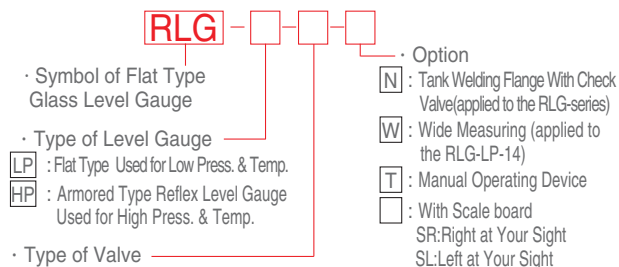 RLG - □ - □ - □
· Symbol of Flat Type
Glass Level Gauge
· Type of Level Gauge
LP : Flat Type Used for Low Press. & Temp.
HP : Armored Type Reflex Level Gauge
Used for High Press. & Temp.
· Type of Valve
· Option
N : Tank Welding Flange With Check
Valve(applied to the RLG-series)
W : Wide Measuring (applied to
the RLG-LP-14)
T : Manual Operating Device
□ : With Scale board
SR:Right at Your Sight
SL:Left at Your Sight